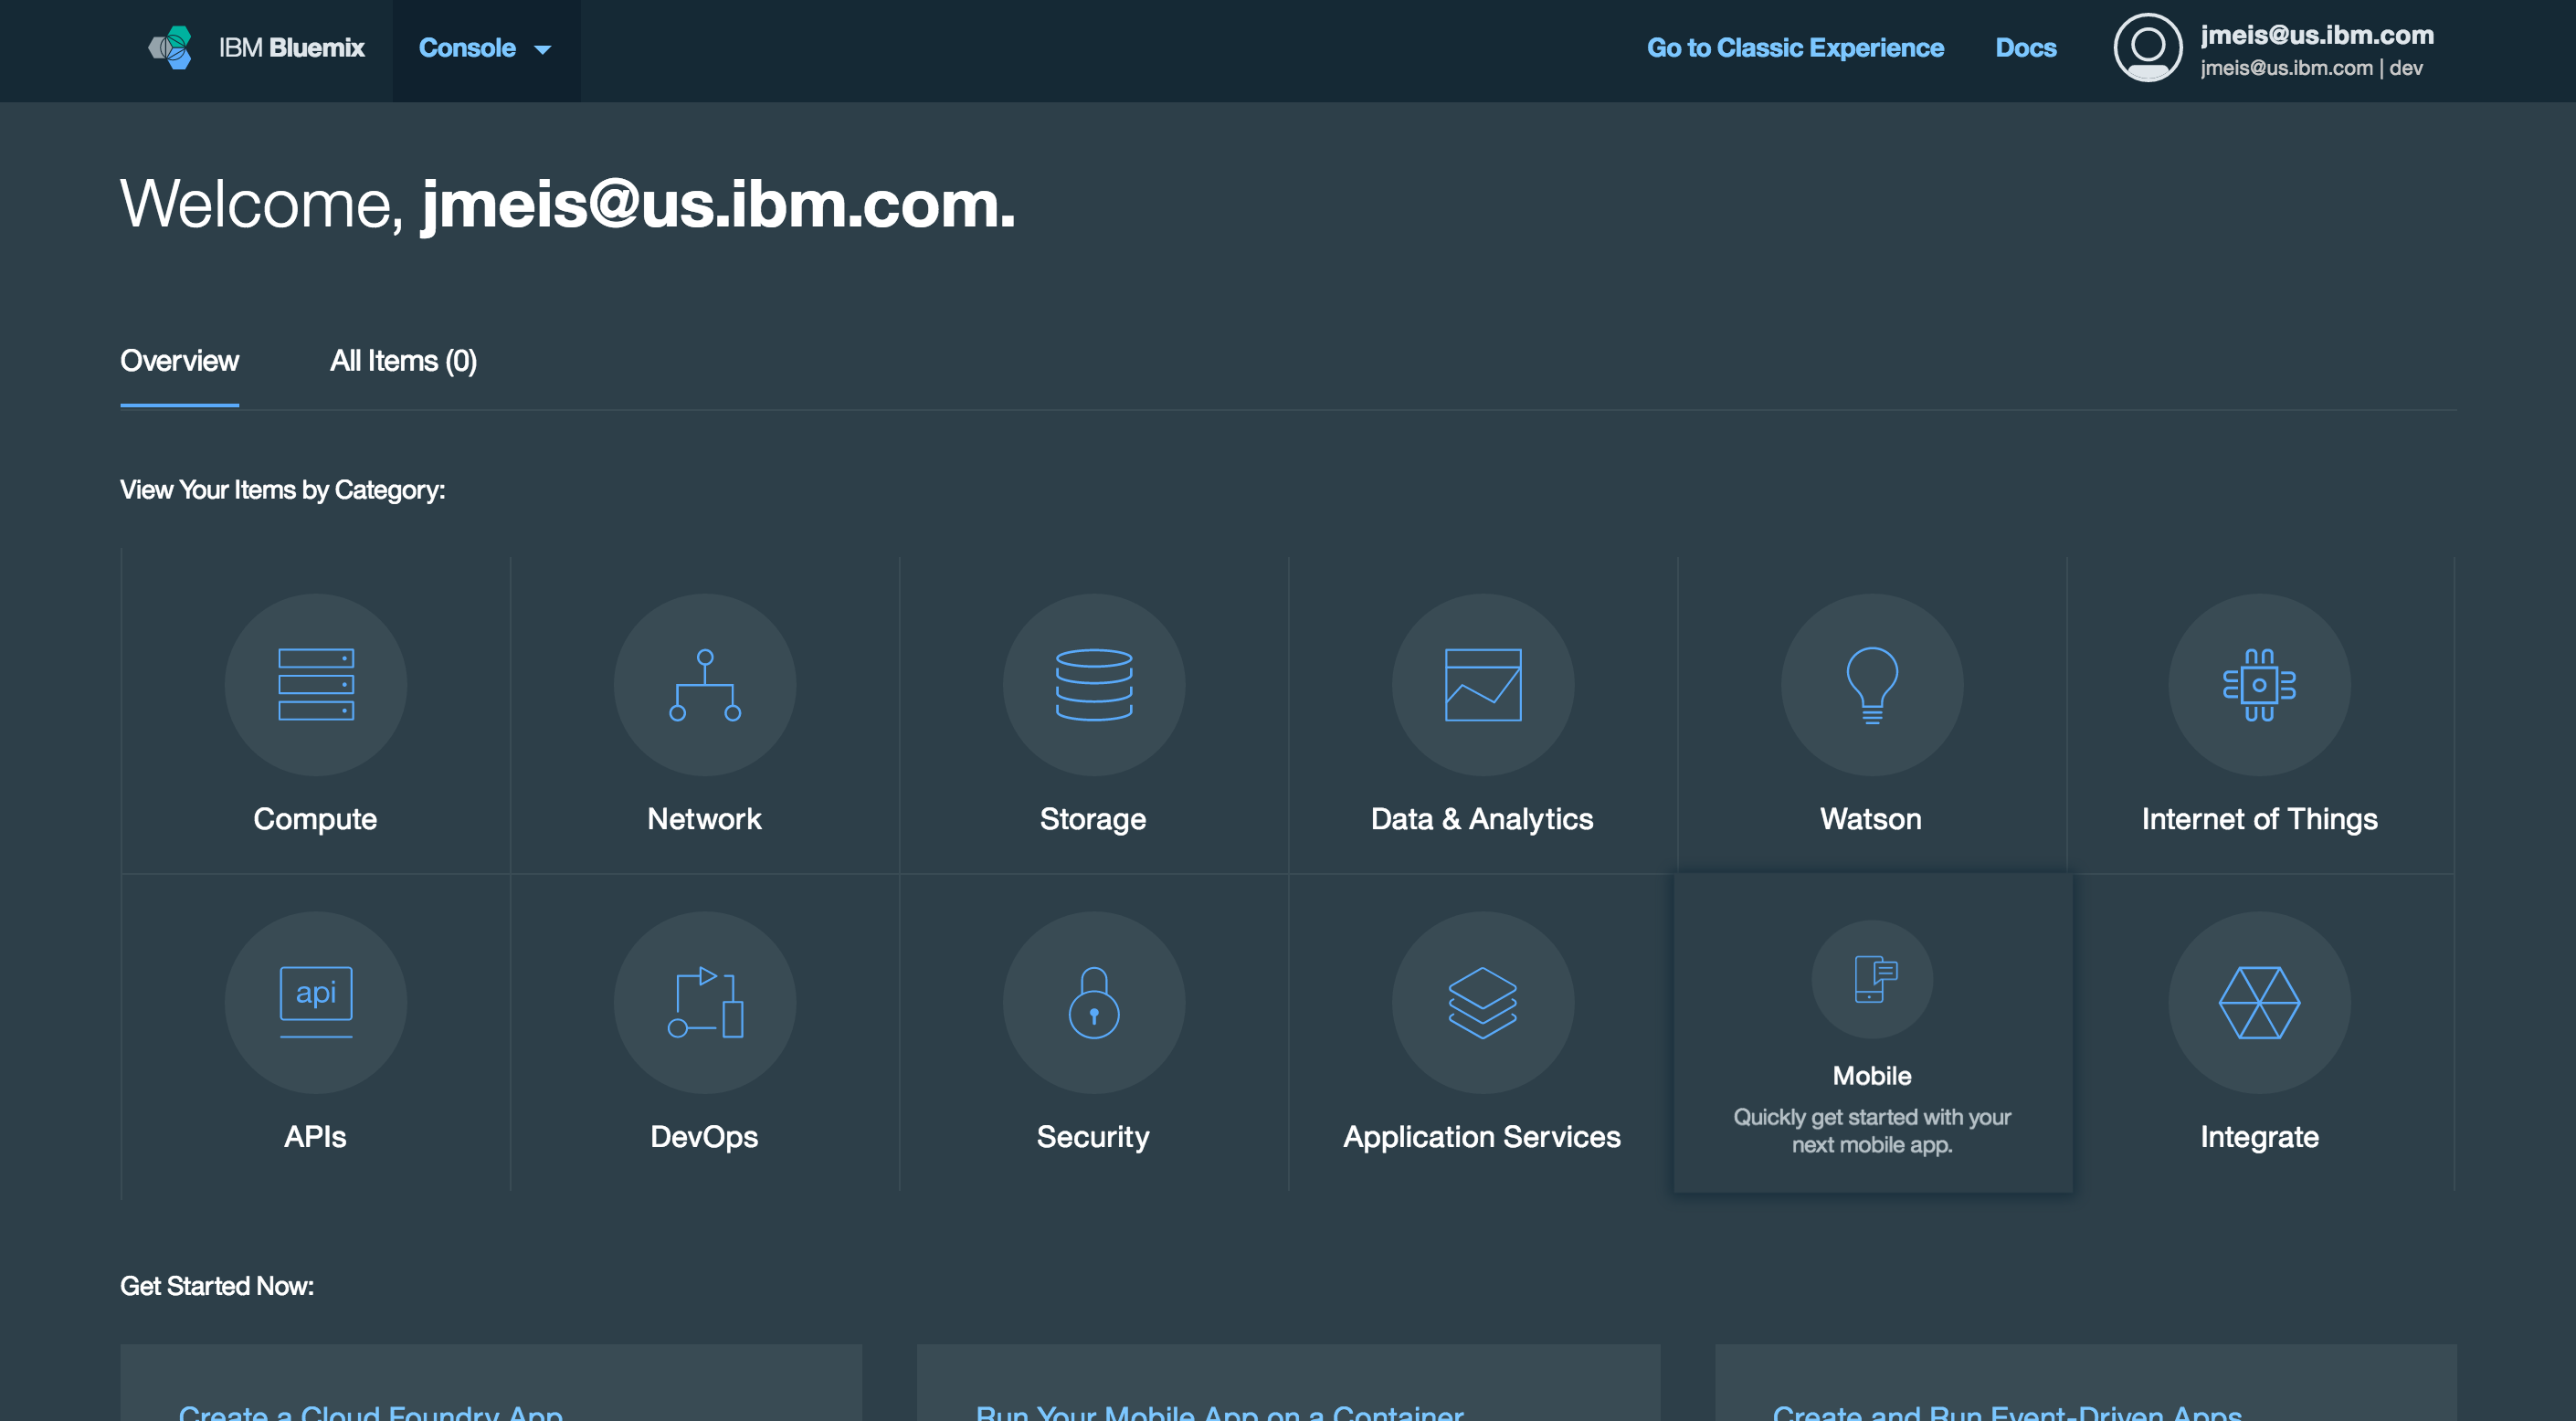 IBM Bluemix
Console
Go to Classic Experience
Docs
jmeis@us.ibm.com
jmeis@us.ibm.com | dev
Welcome, jmeis@us.ibm.com.
Overview
All Items (0)
View Your Items by Category:
Compute
Network
Storage
Data & Analytics
Watson
Internet of Things
api
APIs
DevOps
Security
Application Services
Mobile
Quickly get started with your
next mobile app.
Integrate
Get Started Now:
Create a Cloud Foundry App
Run Your Mobile App on a Container
Create and Run Event-Driven Apps